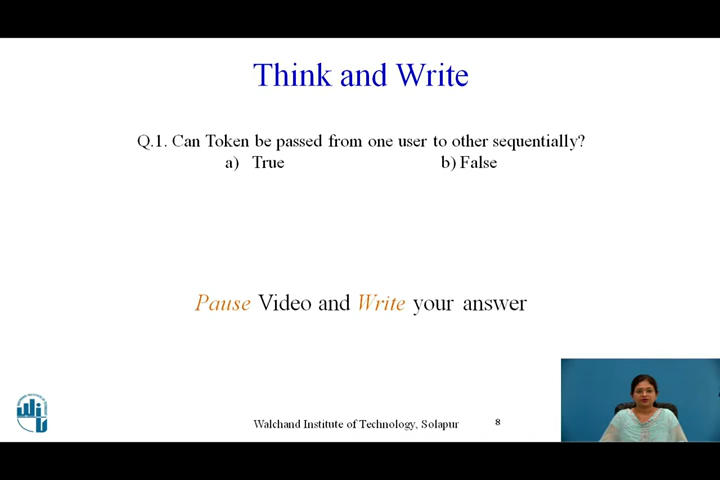 Think and Write
Q.1. Can Token be passed from one user to other sequentially?
a) True b) False
Pause Video and Write your answer
Walchand Institute of Technology, Solapur 8